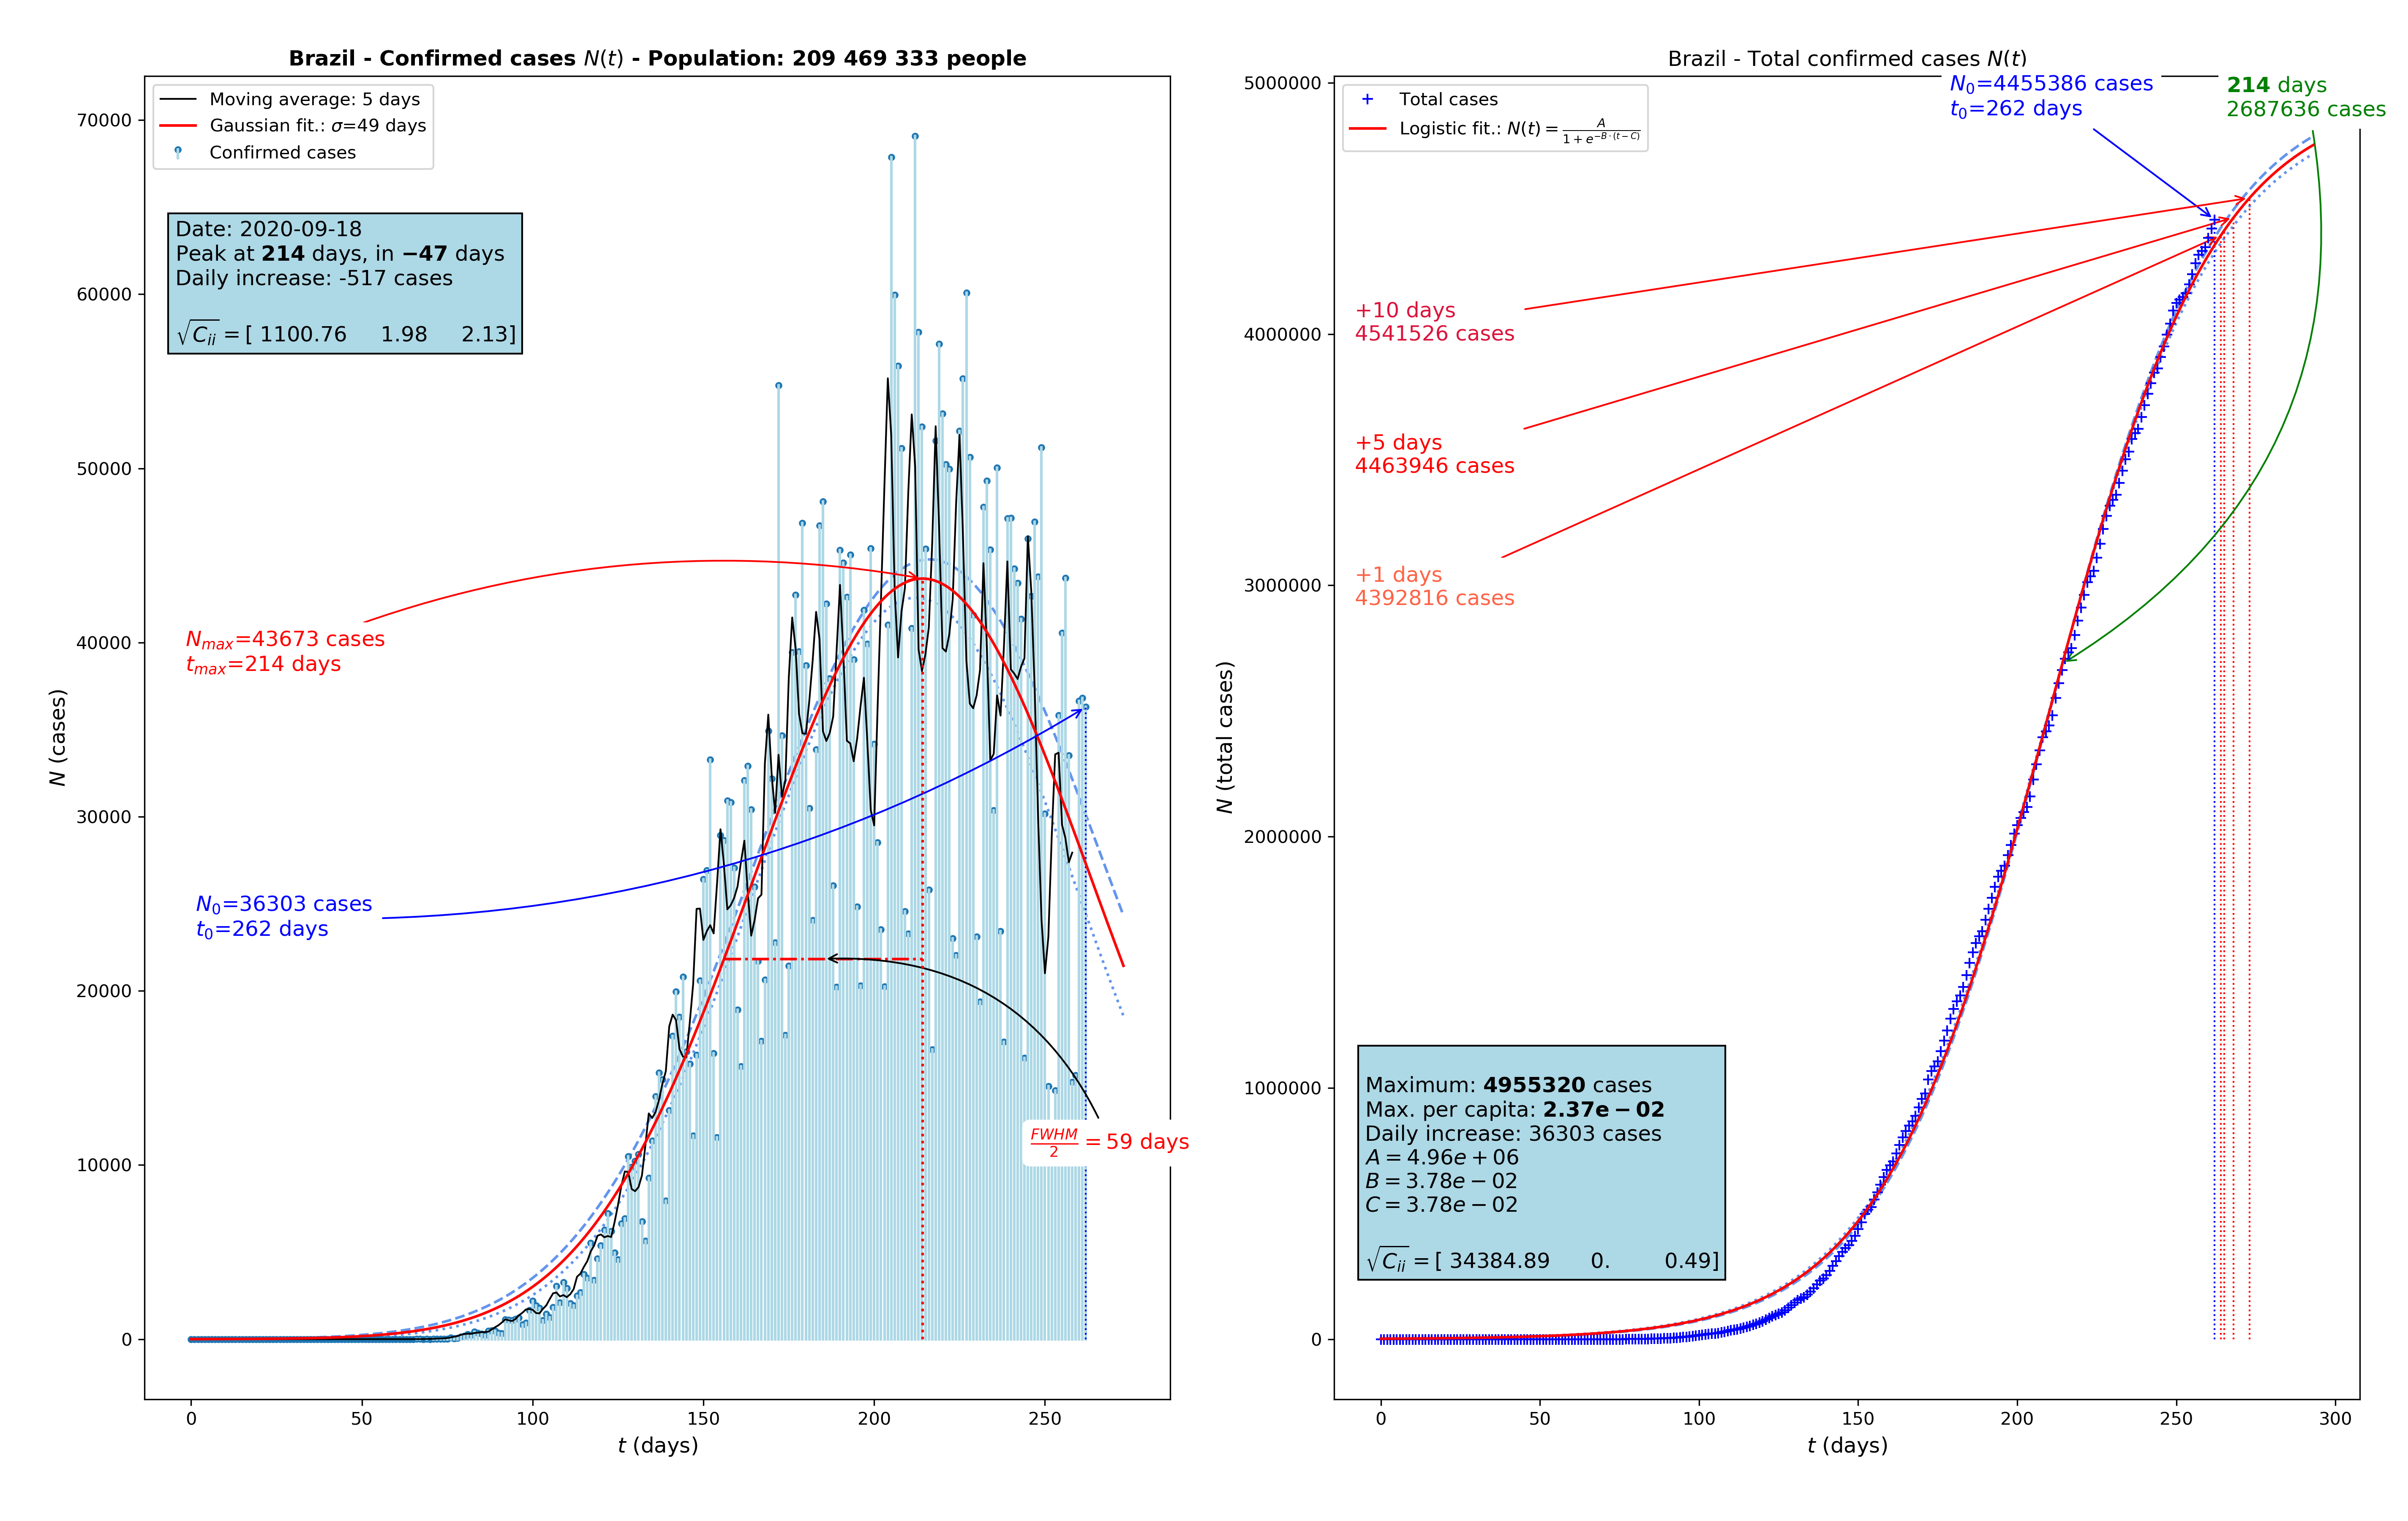 Brazil - Confirmed cases N(t) - Population: 209 469 333 people
Moving average: 5 days
Gaussian fit.: σ=49 days
Confirmed cases
Date: 2020-09-18
Peak at 214 days, in −47 days
Daily increase: -517 cases
√C_ii = [ 1100.76 1.98 2.13]
N_max=43673 cases
t_max=214 days
N_0=36303 cases
t_0=262 days
FWHM/2 = 59 days
70000
60000
50000
40000
30000
20000
10000
0
N (cases)
0 50 100 150 200 250
t (days)
Brazil - Total confirmed cases N(t)
N_0=4455386 cases
t_0=262 days
214 days
2687636 cases
Total cases
Logistic fit.: N(t) = A/(1 + e^(−B·(t−C)))
+10 days
4541526 cases
+5 days
4463946 cases
+1 days
4392816 cases
Maximum: 4955320 cases
Max. per capita: 2.37e − 02
Daily increase: 36303 cases
A = 4.96e + 06
B = 3.78e − 02
C = 3.78e − 02
√C_ii = [ 34384.89 0. 0.49]
5000000
4000000
3000000
2000000
1000000
0
N (total cases)
0 50 100 150 200 250 300
t (days)